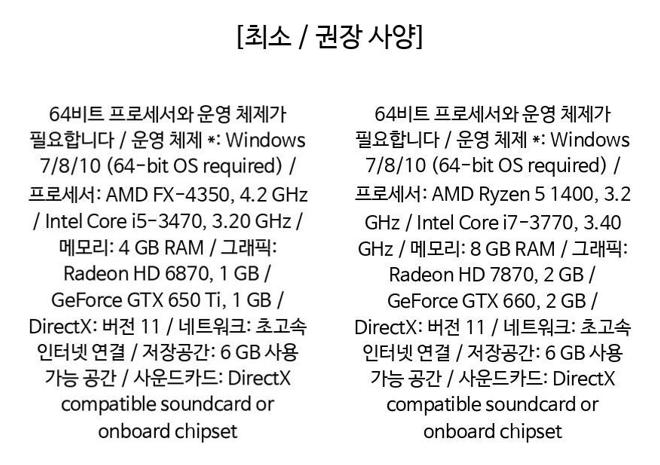 [최소 / 권장 사양]
64비트 프로세서와 운영 체제가
필요합니다 / 운영 체제 *: Windows
7/8/10 (64-bit OS required) /
프로세서: AMD FX-4350, 4.2 GHz
/ Intel Core i5-3470, 3.20 GHz /
메모리: 4 GB RAM / 그래픽:
Radeon HD 6870, 1 GB /
GeForce GTX 650 Ti, 1 GB /
DirectX: 버전 11 / 네트워크: 초고속
인터넷 연결 / 저장공간: 6 GB 사용
가능 공간 / 사운드카드: DirectX
compatible soundcard or
onboard chipset
64비트 프로세서와 운영 체제가
필요합니다 / 운영 체제 *: Windows
7/8/10 (64-bit OS required) /
프로세서: AMD Ryzen 5 1400, 3.2
GHz / Intel Core i7-3770, 3.40
GHz / 메모리: 8 GB RAM / 그래픽:
Radeon HD 7870, 2 GB /
GeForce GTX 660, 2 GB /
DirectX: 버전 11 / 네트워크: 초고속
인터넷 연결 / 저장공간: 6 GB 사용
가능 공간 / 사운드카드: DirectX
compatible soundcard or
onboard chipset